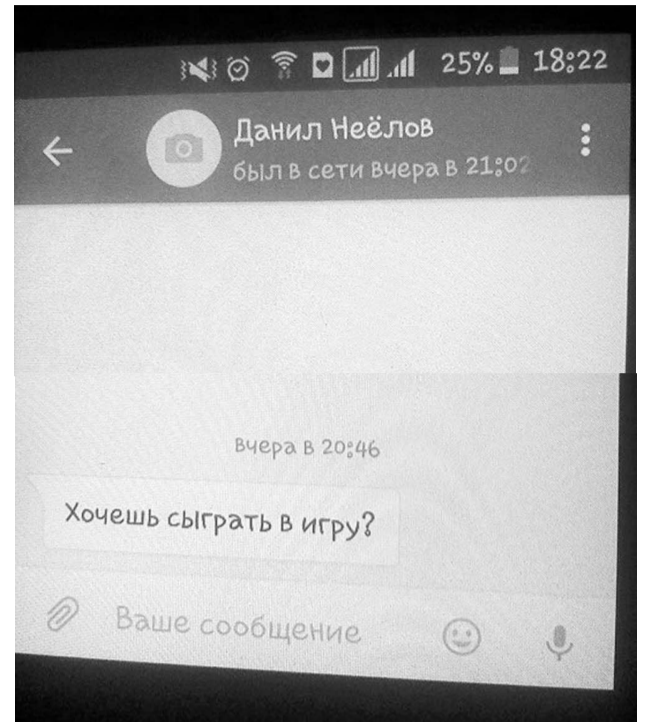 25% 18:22
Данил Неёлов
был в сети вчера в 21:02
вчера в 20:46
Хочешь сыграть в игру?
Ваше сообщение